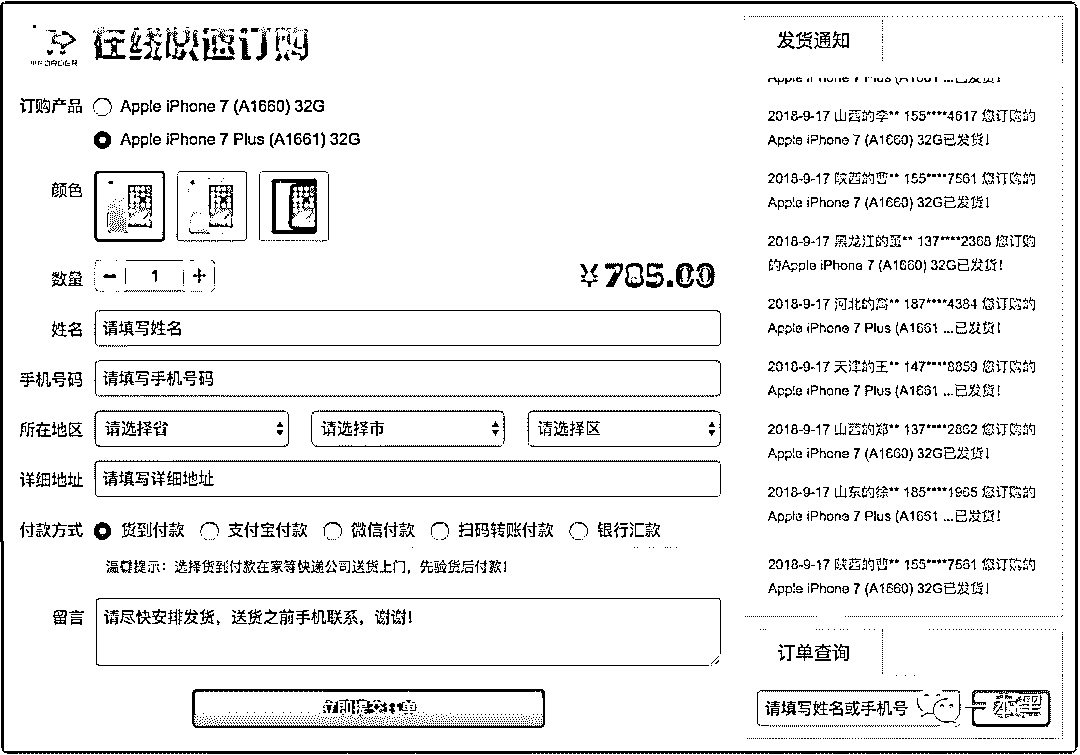 在线快速订购
订购产品 Apple iPhone 7 (A1660) 32G
Apple iPhone 7 Plus (A1661) 32G
颜色
数量 − 1 + ¥785.00
姓名 请填写姓名
手机号码 请填写手机号码
所在地区 请选择省 请选择市 请选择区
详细地址 请填写详细地址
付款方式 货到付款 支付宝付款 微信付款 扫码转账付款 银行汇款
温馨提示：选择货到付款在家等快递公司送货上门，先验货后付款！
留言 请尽快安排发货，送货之前手机联系，谢谢！
立即提交订单
发货通知
Apple iPhone 7 Plus (A1661 ...已发货！
2018-9-17 山西的李** 155****4617 您订购的
Apple iPhone 7 (A1660) 32G已发货！
2018-9-17 陕西的曹** 155****7561 您订购的
Apple iPhone 7 (A1660) 32G已发货！
2018-9-17 黑龙江的** 137****2368 您订购
的Apple iPhone 7 (A1660) 32G已发货！
2018-9-17 河北的高** 187****4384 您订购的
Apple iPhone 7 Plus (A1661 ...已发货！
2018-9-17 天津的王** 147****8859 您订购的
Apple iPhone 7 Plus (A1661 ...已发货！
2018-9-17 山西的郑** 137****2862 您订购的
Apple iPhone 7 (A1660) 32G已发货！
2018-9-17 山东的徐** 185****1965 您订购的
Apple iPhone 7 Plus (A1661 ...已发货！
2018-9-17 陕西的曹** 155****7561 您订购的
Apple iPhone 7 (A1660) 32G已发货！
订单查询
请填写姓名或手机号